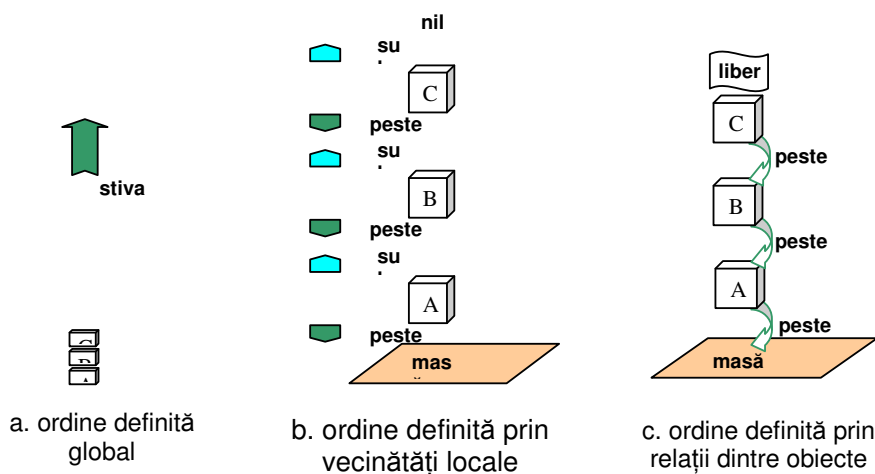 stiva
C
B
A
a. ordine definită
global
nil
su
C
peste
su
B
peste
su
A
peste
mas
b. ordine definită prin
vecinătăți locale
liber
C
peste
B
peste
A
peste
masă
c. ordine definită prin
relații dintre obiecte